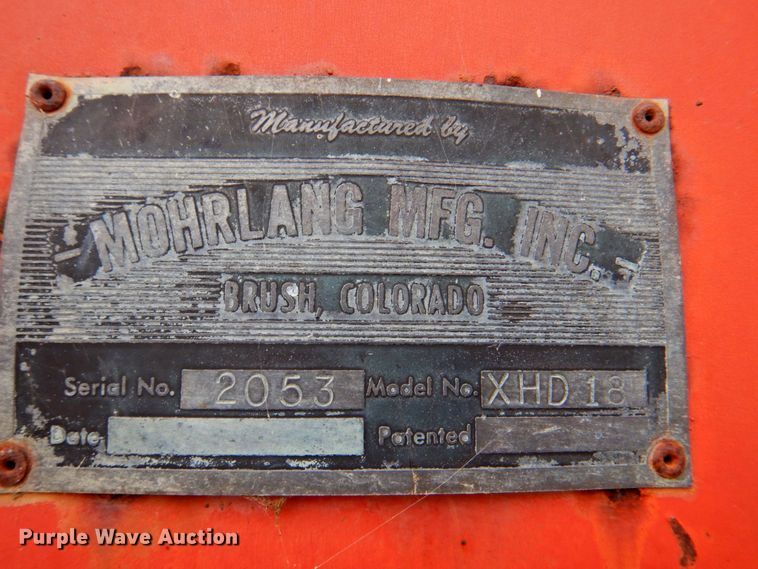 Manufactured by
MOHRLANG MFG. INC.
BRUSH, COLORADO
Serial No. 2053 Model No. XHD 18
Date Patented
Purple Wave Auction